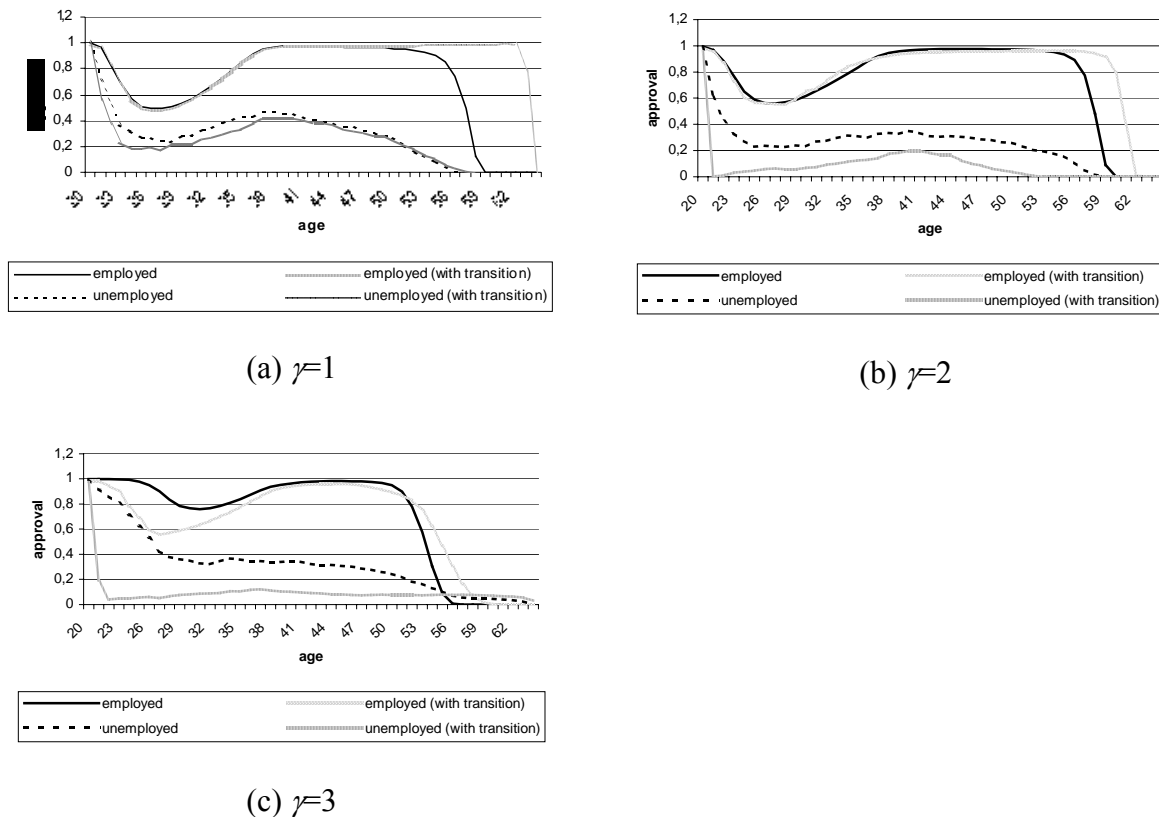 1,2
1
0,8
0,6
0,4
0,2
0
age
employed
employed (with transition)
unemployed
unemployed (with transition)
(a) γ=1
1,2
1
0,8
0,6
0,4
0,2
0
approval
20 23 26 29 32 35 38 41 44 47 50 53 56 59 62
age
employed
employed (with transition)
unemployed
unemployed (with transition)
(b) γ=2
1,2
1
0,8
0,6
0,4
0,2
0
approval
20 23 26 29 32 35 38 41 44 47 50 53 56 59 62
age
employed
employed (with transition)
unemployed
unemployed (with transition)
(c) γ=3